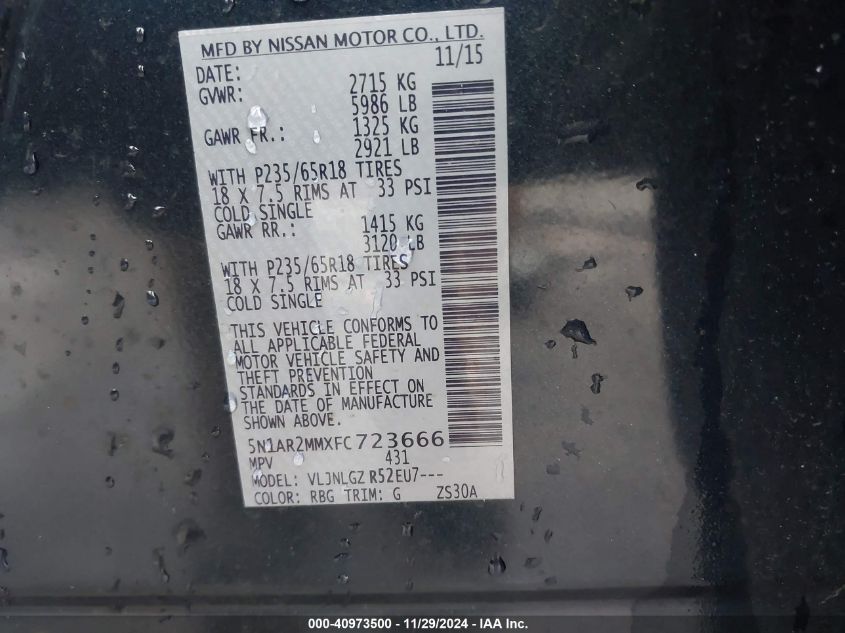 MFD BY NISSAN MOTOR CO., LTD.
DATE: 11/15
GVWR: 2715 KG
5986 LB
GAWR FR.: 1325 KG
2921 LB
WITH P235/65R18 TIRES
18 X 7.5 RIMS AT 33 PSI
COLD SINGLE
GAWR RR.: 1415 KG
3120 LB
WITH P235/65R18 TIRES
18 X 7.5 RIMS AT 33 PSI
COLD SINGLE
THIS VEHICLE CONFORMS TO
ALL APPLICABLE FEDERAL
MOTOR VEHICLE SAFETY AND
THEFT PREVENTION
STANDARDS IN EFFECT ON
THE DATE OF MANUFACTURE
SHOWN ABOVE.
5N1AR2MMXFC723666
MPV 431
MODEL: VLJNLGZ R52EU7---
COLOR: RBG TRIM: G ZS30A
000-40973500 - 11/29/2024 - IAA Inc.